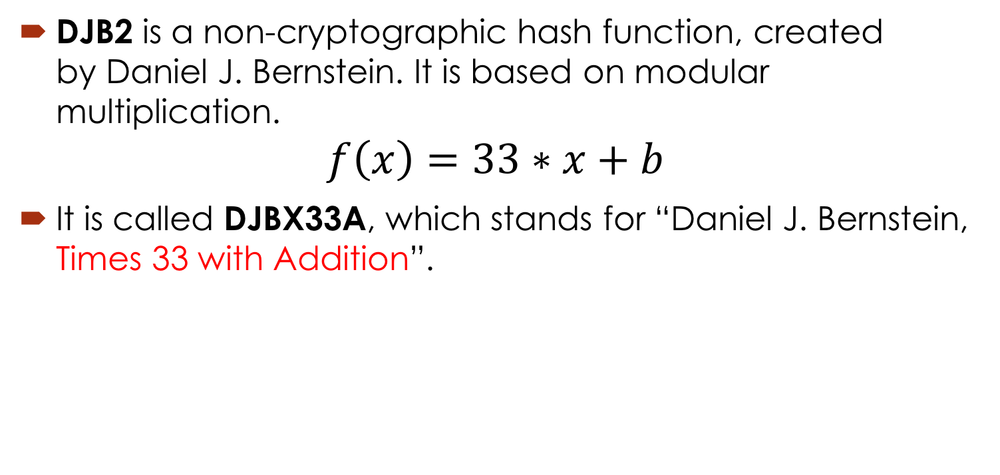 DJB2 is a non-cryptographic hash function, created
by Daniel J. Bernstein. It is based on modular
multiplication.
f(x) = 33 * x + b
It is called DJBX33A, which stands for “Daniel J. Bernstein,
Times 33 with Addition”.